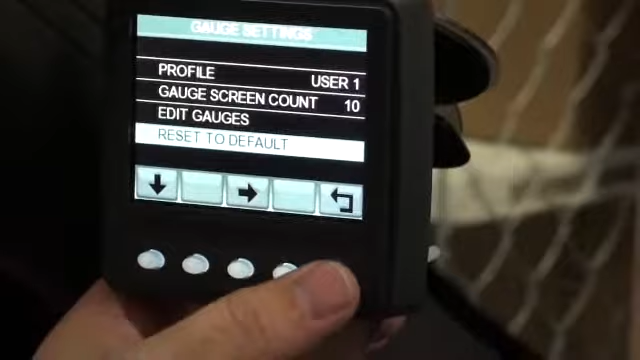 GAUGE SETTINGS
PROFILE USER 1
GAUGE SCREEN COUNT 10
EDIT GAUGES
RESET TO DEFAULT